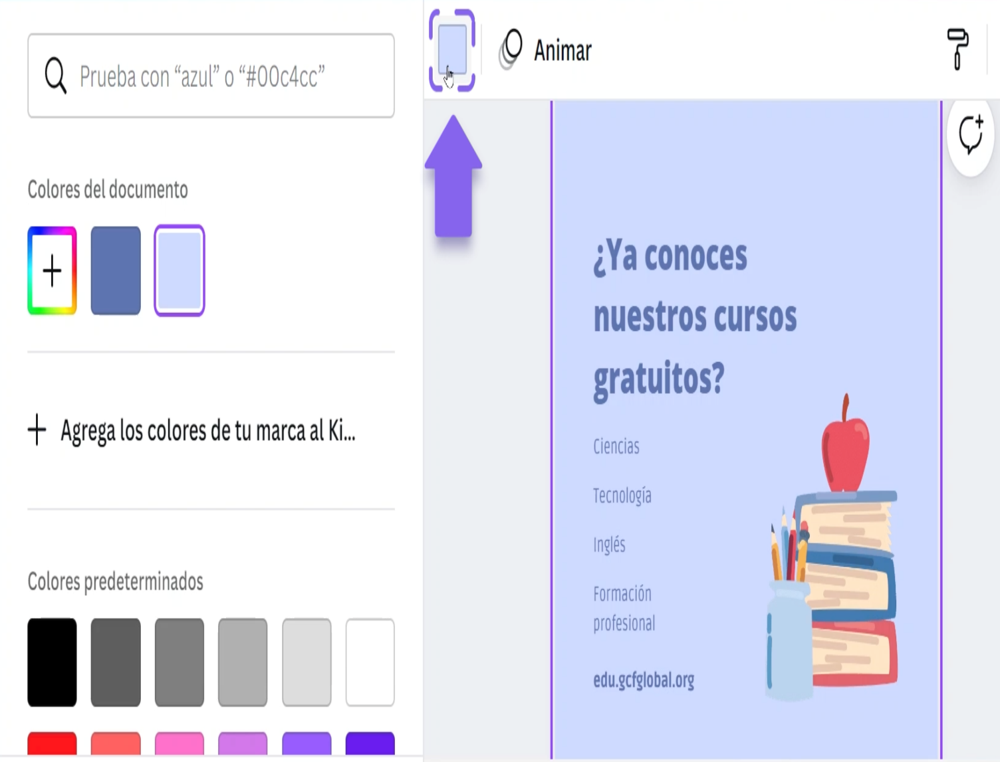 Prueba con “azul” o “#00c4cc”
Colores del documento
Agrega los colores de tu marca al Ki...
Colores predeterminados
Animar
¿Ya conoces
nuestros cursos
gratuitos?
Ciencias
Tecnología
Inglés
Formación
profesional
edu.gcfglobal.org